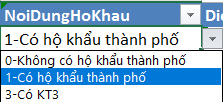 NoiDungHoKhau Di
1-Có hộ khẩu thành phố
0-Không có hộ khẩu thành phố
1-Có hộ khẩu thành phố
3-Có KT3